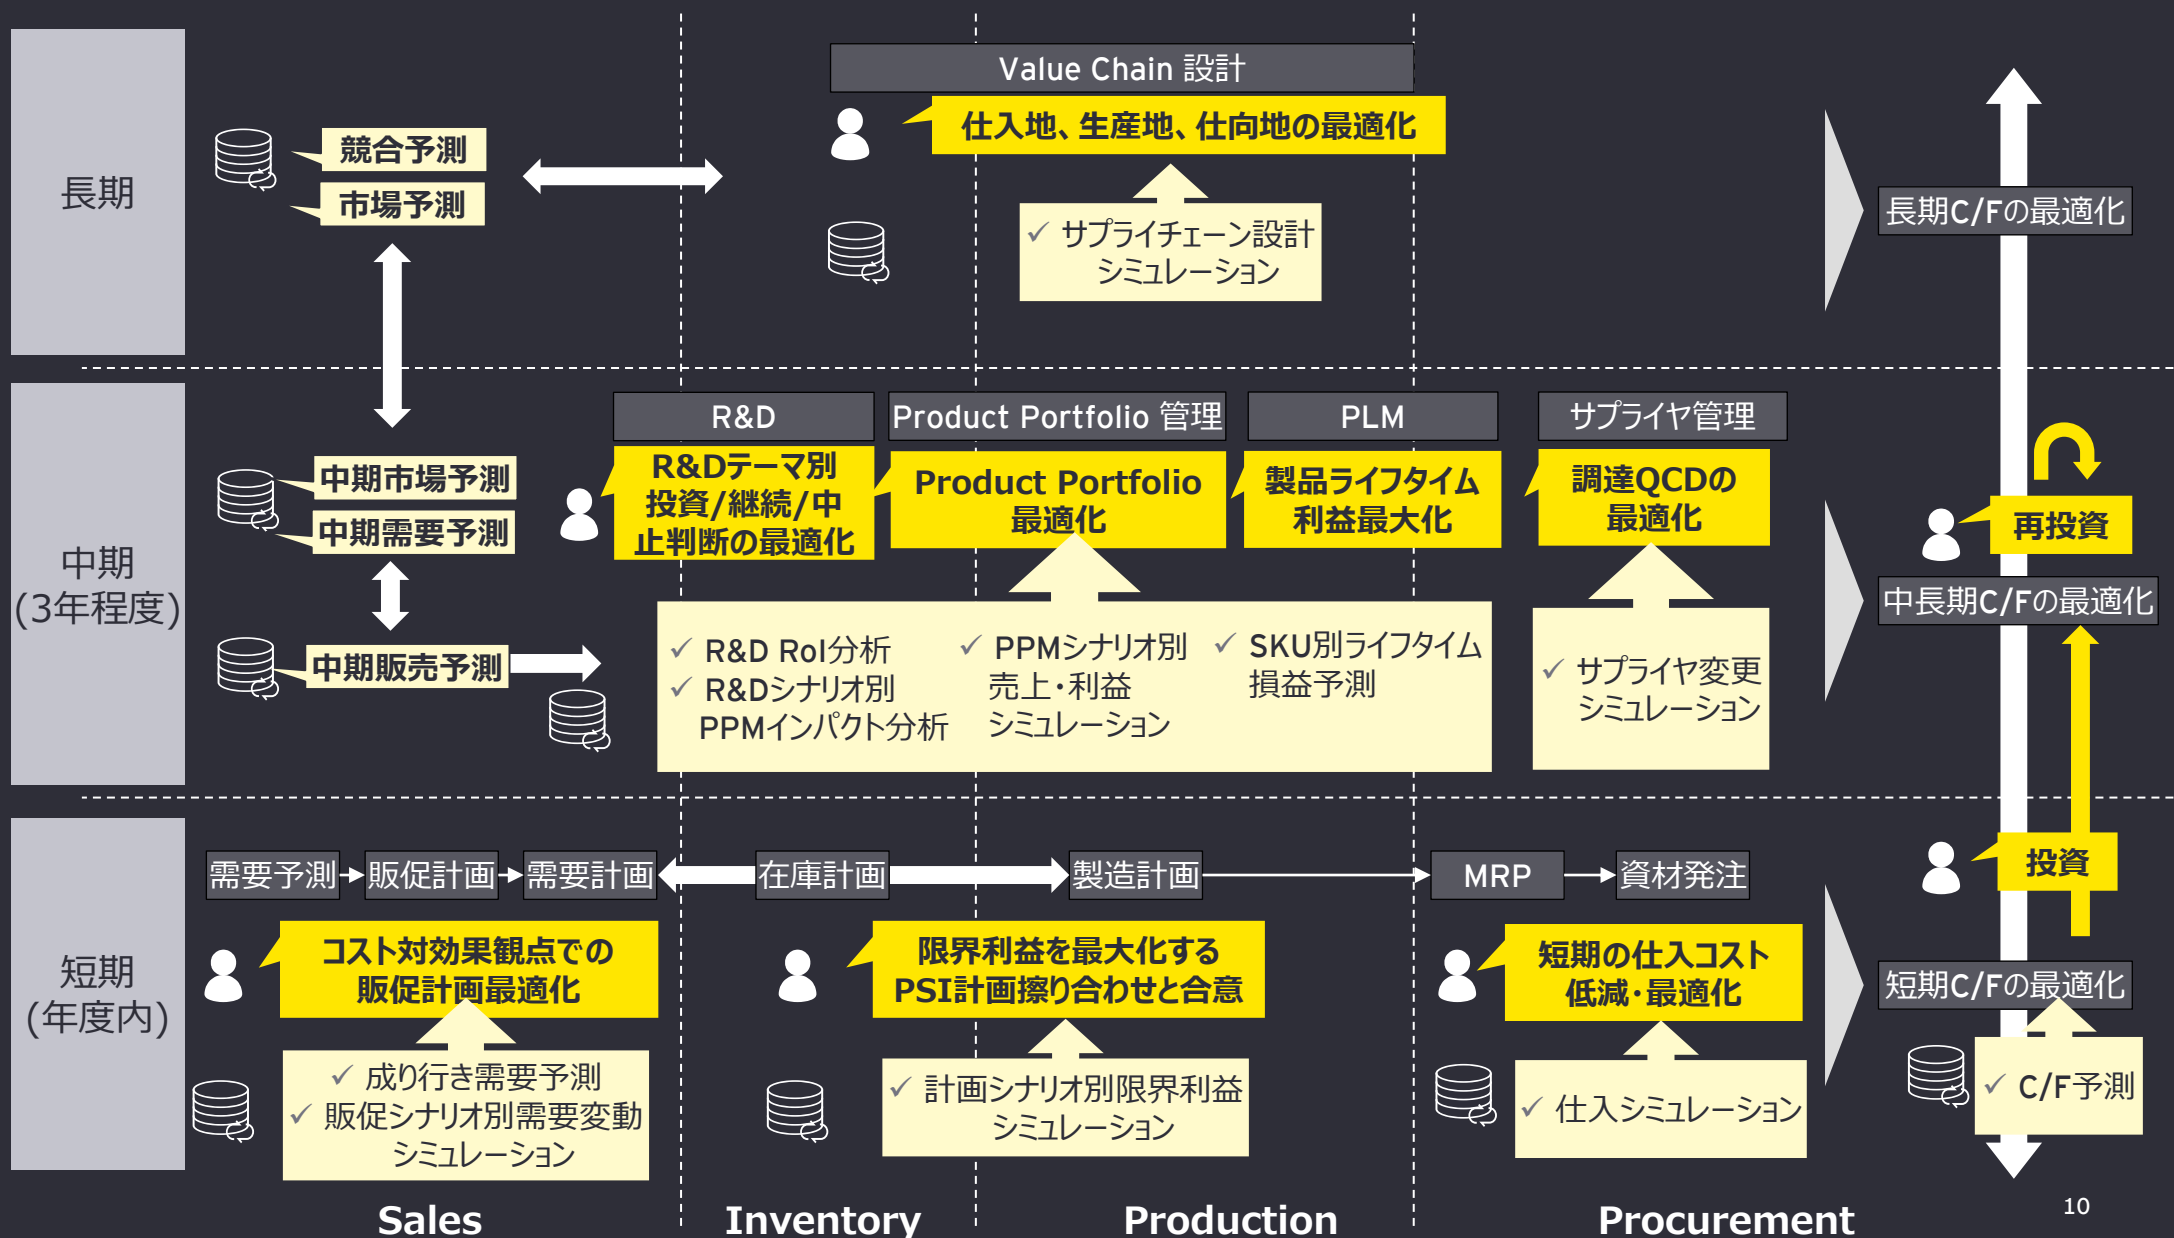 長期
Value Chain 設計
仕入地、生産地、仕向地の最適化
競合予測
市場予測
✓ サプライチェーン設計
シミュレーション
長期C/Fの最適化
中期
(3年程度)
R&D
Product Portfolio 管理
PLM
サプライヤ管理
中期市場予測
中期需要予測
中期販売予測
R&Dテーマ別
投資/継続/中
止判断の最適化
Product Portfolio
最適化
製品ライフタイム
利益最大化
調達QCDの
最適化
✓ R&D RoI分析
✓ R&Dシナリオ別
PPMインパクト分析
✓ PPMシナリオ別
売上・利益
シミュレーション
✓ SKU別ライフタイム
損益予測
✓ サプライヤ変更
シミュレーション
再投資
中長期C/Fの最適化
短期
(年度内)
需要予測
販促計画
需要計画
在庫計画
製造計画
MRP
資材発注
投資
コスト対効果観点での
販促計画最適化
限界利益を最大化する
PSI計画擦り合わせと合意
短期の仕入コスト
低減・最適化
短期C/Fの最適化
✓ 成り行き需要予測
✓ 販促シナリオ別需要変動
シミュレーション
✓ 計画シナリオ別限界利益
シミュレーション
✓ 仕入シミュレーション
✓ C/F予測
Sales
Inventory
Production
Procurement
10